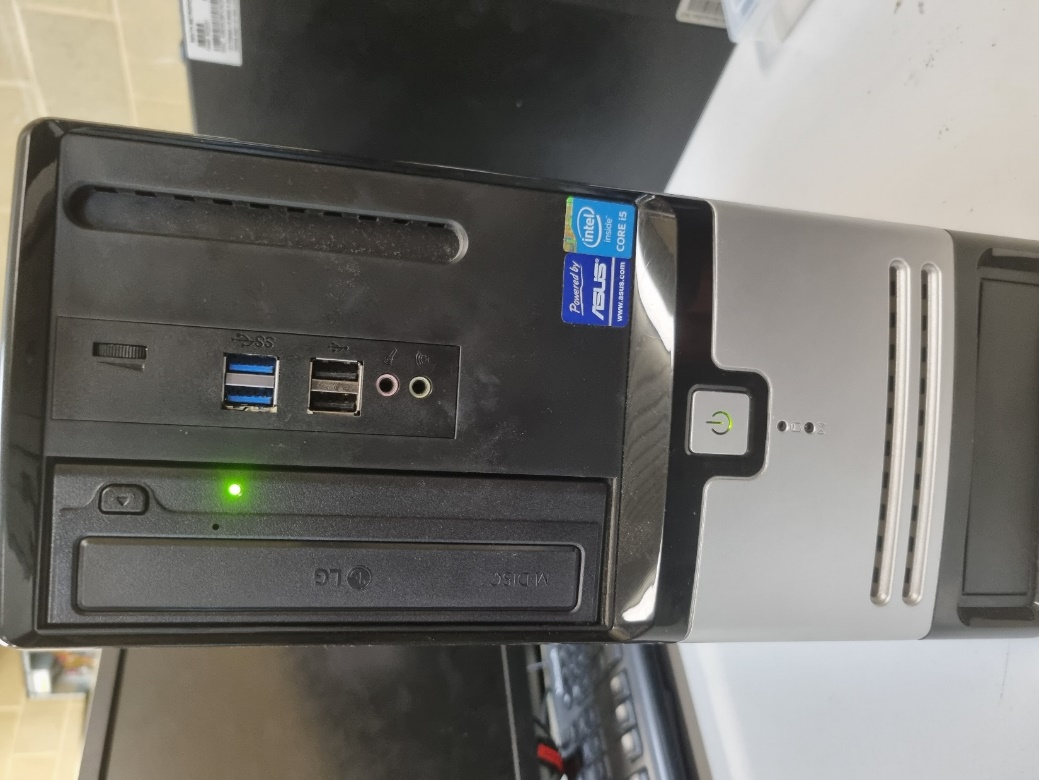 intel
inside
CORE i5
Powered by
ASUS
www.asus.com
SS
LG
M DISC